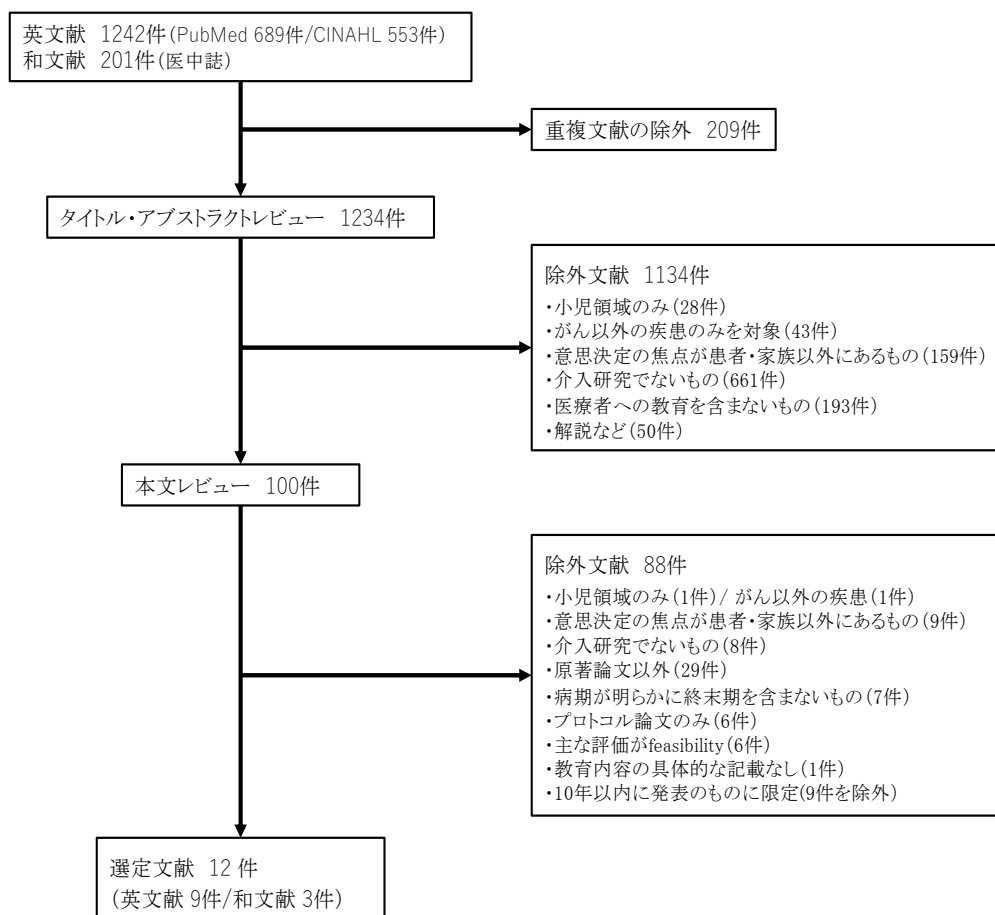 英文献 1242件(PubMed 689件/CINAHL 553件)
和文献 201件(医中誌)
重複文献の除外 209件
タイトル・アブストラクトレビュー 1234件
除外文献 1134件
・小児領域のみ(28件)
・がん以外の疾患のみを対象(43件)
・意思決定の焦点が患者・家族以外にあるもの(159件)
・介入研究でないもの(661件)
・医療者への教育を含まないもの(193件)
・解説など(50件)
本文レビュー 100件
除外文献 88件
・小児領域のみ(1件)/ がん以外の疾患(1件)
・意思決定の焦点が患者・家族以外にあるもの(9件)
・介入研究でないもの(8件)
・原著論文以外(29件)
・病期が明らかに終末期を含まないもの(7件)
・プロトコル論文のみ(6件)
・主な評価がfeasibility(6件)
・教育内容の具体的な記載なし(1件)
・10年以内に発表のものに限定(9件を除外)
選定文献 12 件
(英文献 9件/和文献 3件)